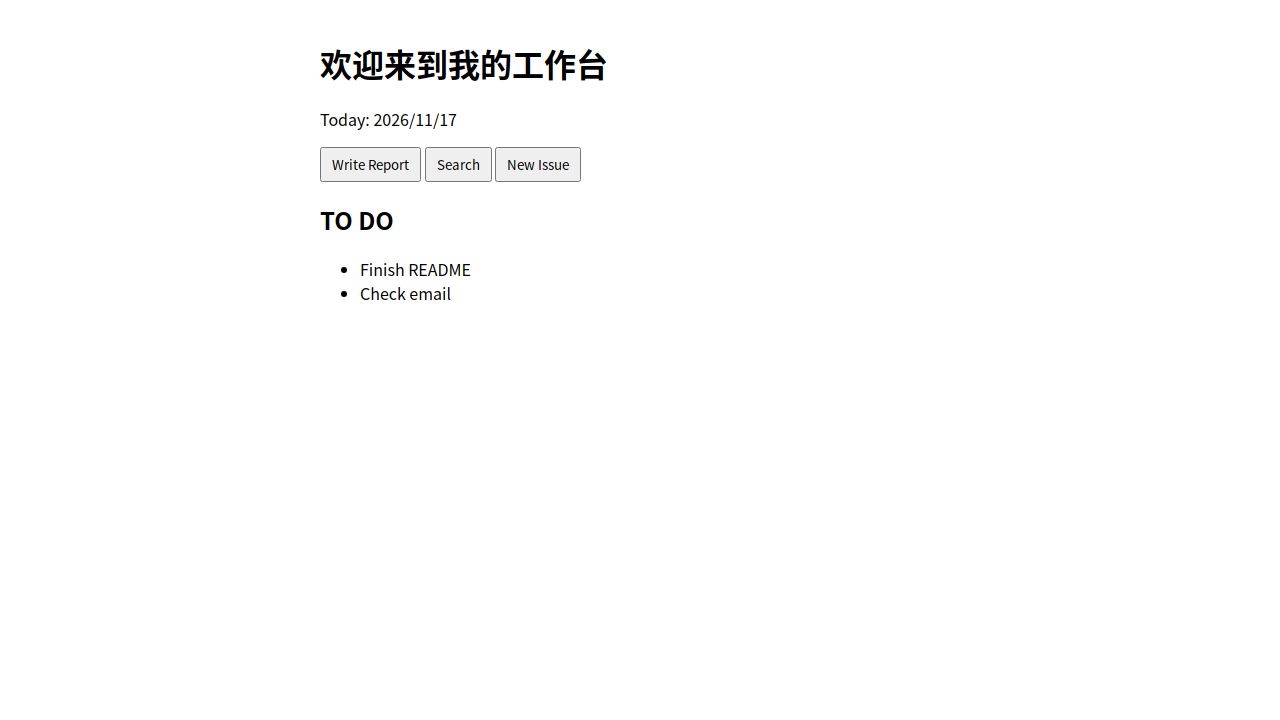 欢迎来到我的工作台
Today: 2026/11/17
Write Report Search New Issue
TO DO
Finish README
Check email